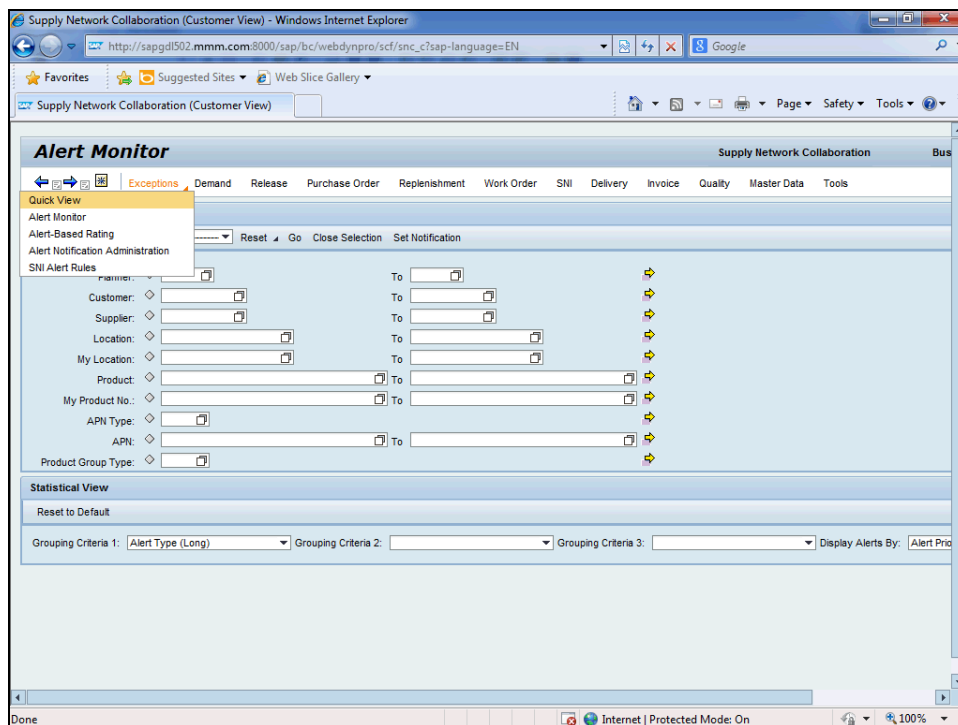 Supply Network Collaboration (Customer View) - Windows Internet Explorer
http://sapgdl502.mmm.com:8000/sap/bc/webdynpro/scf/snc_c?sap-language=EN
Google
Favorites Suggested Sites Web Slice Gallery
Supply Network Collaboration (Customer View)
Page Safety Tools
Alert Monitor
Supply Network Collaboration Bus
Exceptions Demand Release Purchase Order Replenishment Work Order SNI Delivery Invoice Quality Master Data Tools
Quick View
Alert Monitor
Alert-Based Rating
Alert Notification Administration
SNI Alert Rules
Reset Go Close Selection Set Notification
Planner: To
Customer: To
Supplier: To
Location: To
My Location: To
Product: To
My Product No.: To
APN Type:
APN: To
Product Group Type:
Statistical View
Reset to Default
Grouping Criteria 1: Alert Type (Long) Grouping Criteria 2: Grouping Criteria 3: Display Alerts By: Alert Prio
Done Internet | Protected Mode: On 100%